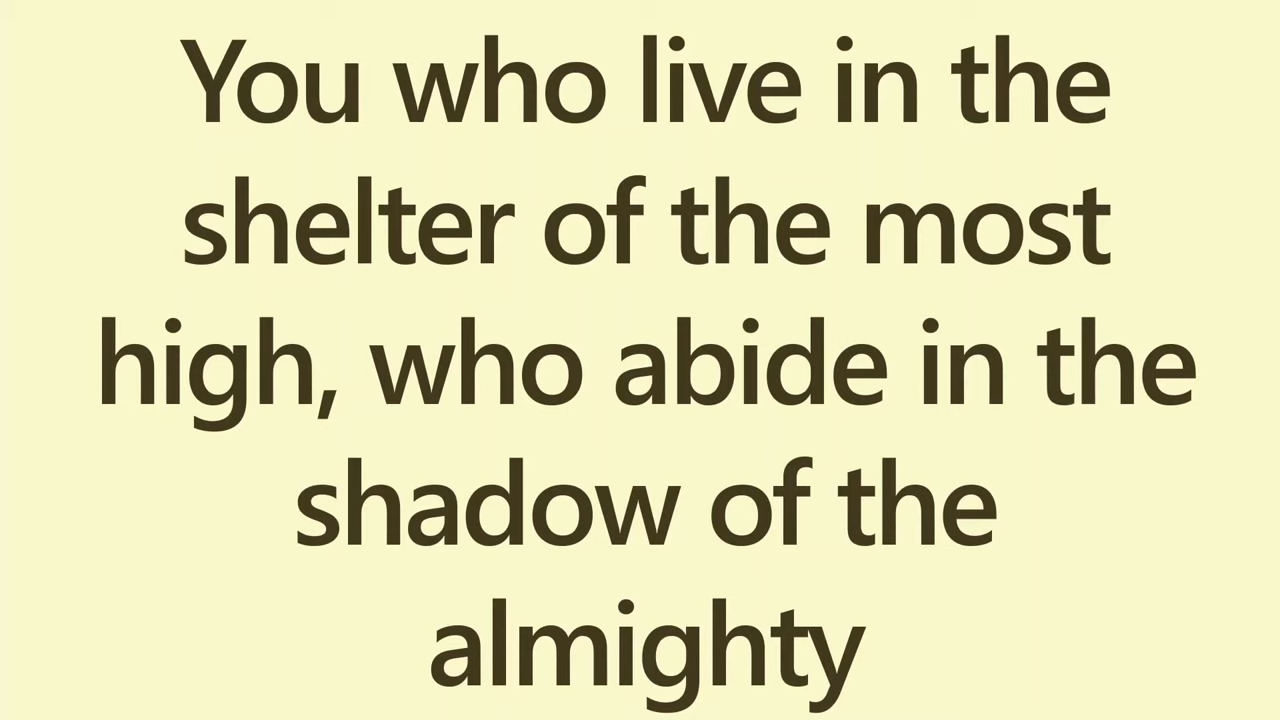 You who live in the
shelter of the most
high, who abide in the
shadow of the
almighty